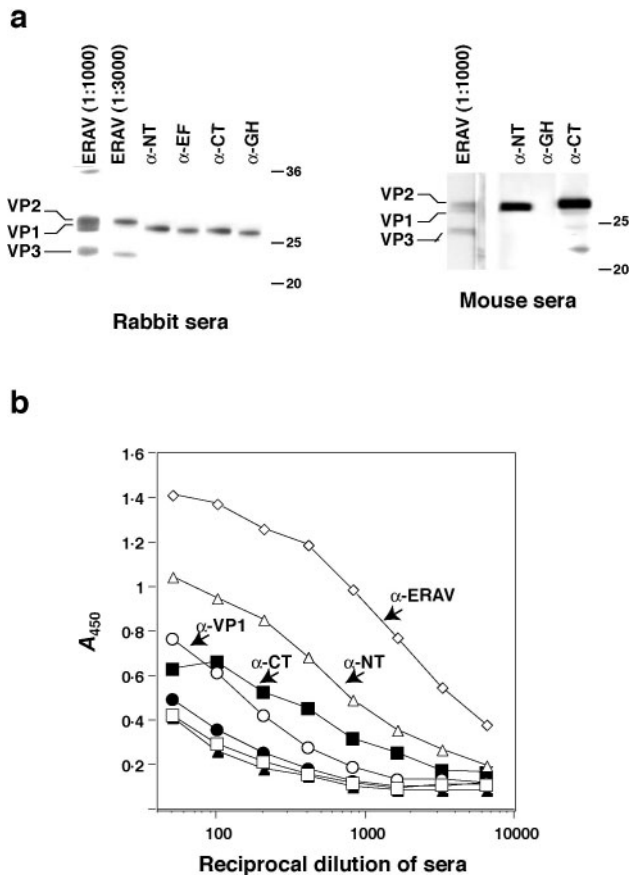 a
ERAV (1:1000)
ERAV (1:3000)
α-NT
α-EF
α-CT
α-GH
VP2
VP1
VP3
36
25
20
Rabbit sera
ERAV (1:1000)
α-NT
α-GH
α-CT
VP2
VP1
VP3
25
20
Mouse sera
b
1·6
1·4
1·2
1
0·8
0·6
0·4
0·2
A450
α-ERAV
α-VP1
α-CT
α-NT
100
1000
10000
Reciprocal dilution of sera